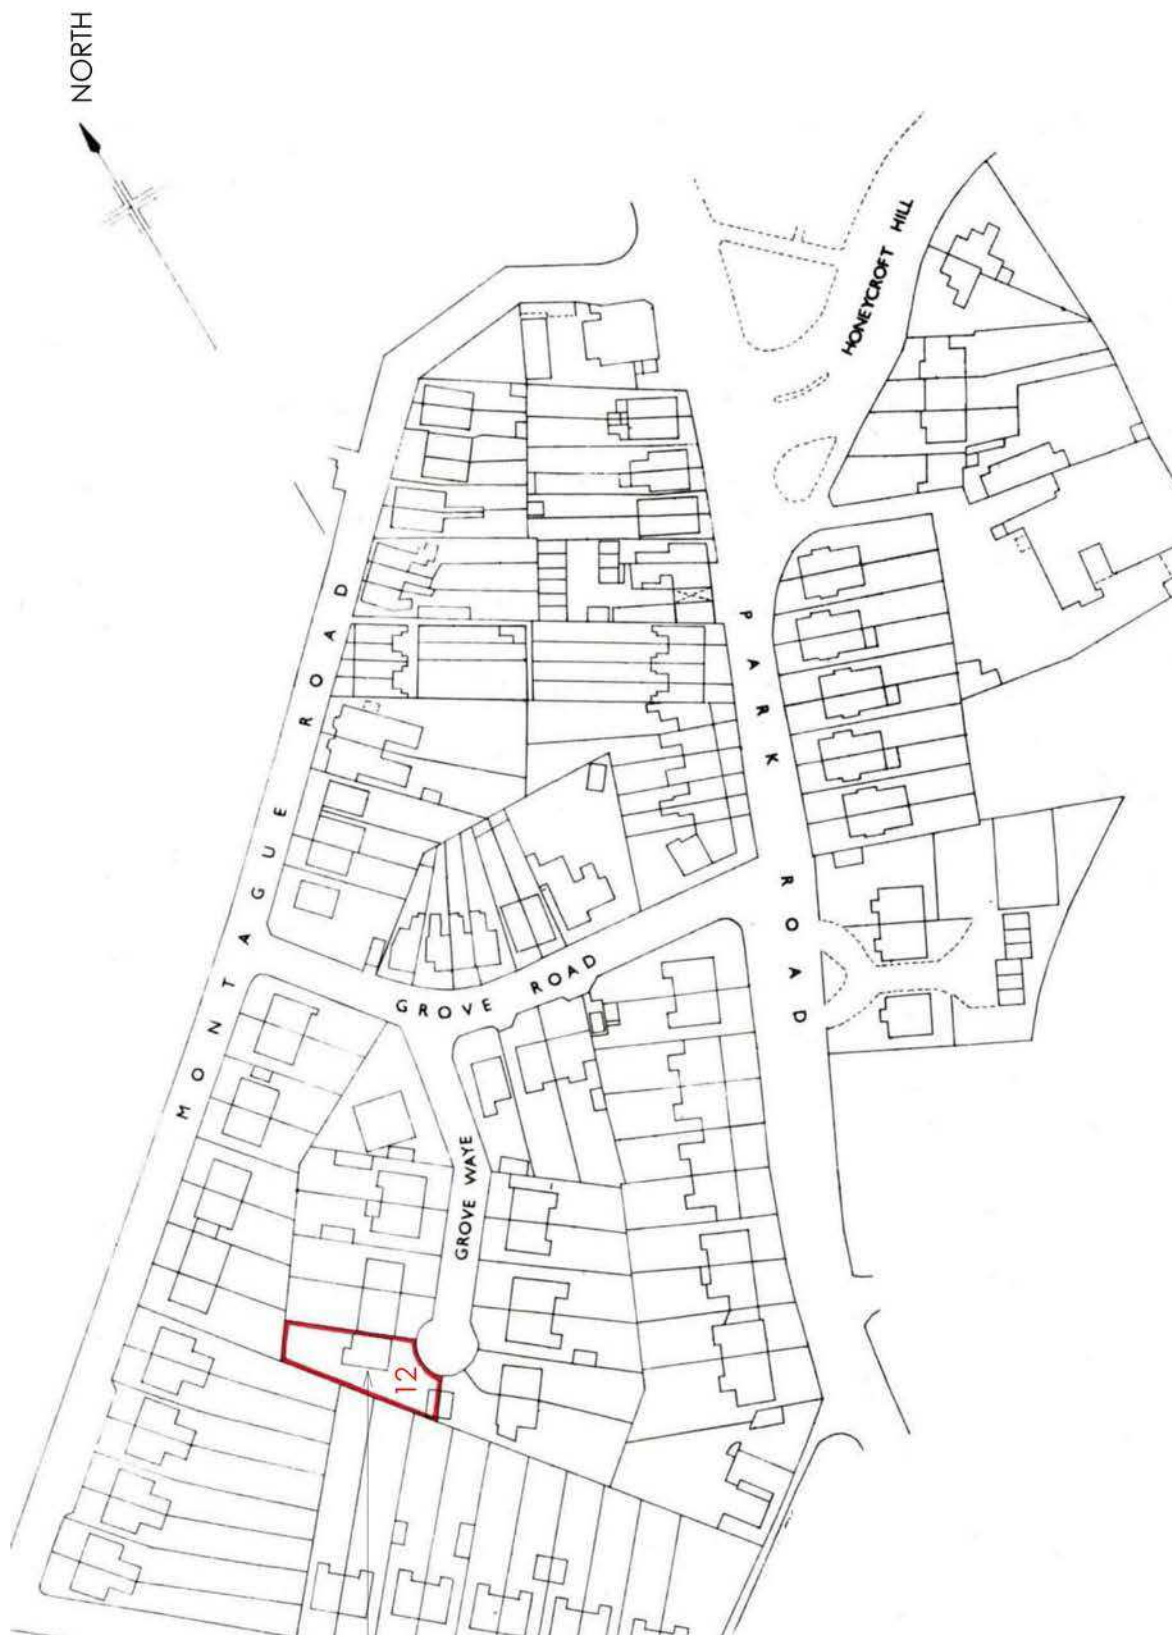 NORTH
HONEYCROFT HILL
MONTAGUE ROAD
PARK ROAD
GROVE ROAD
GROVE WAYE
12